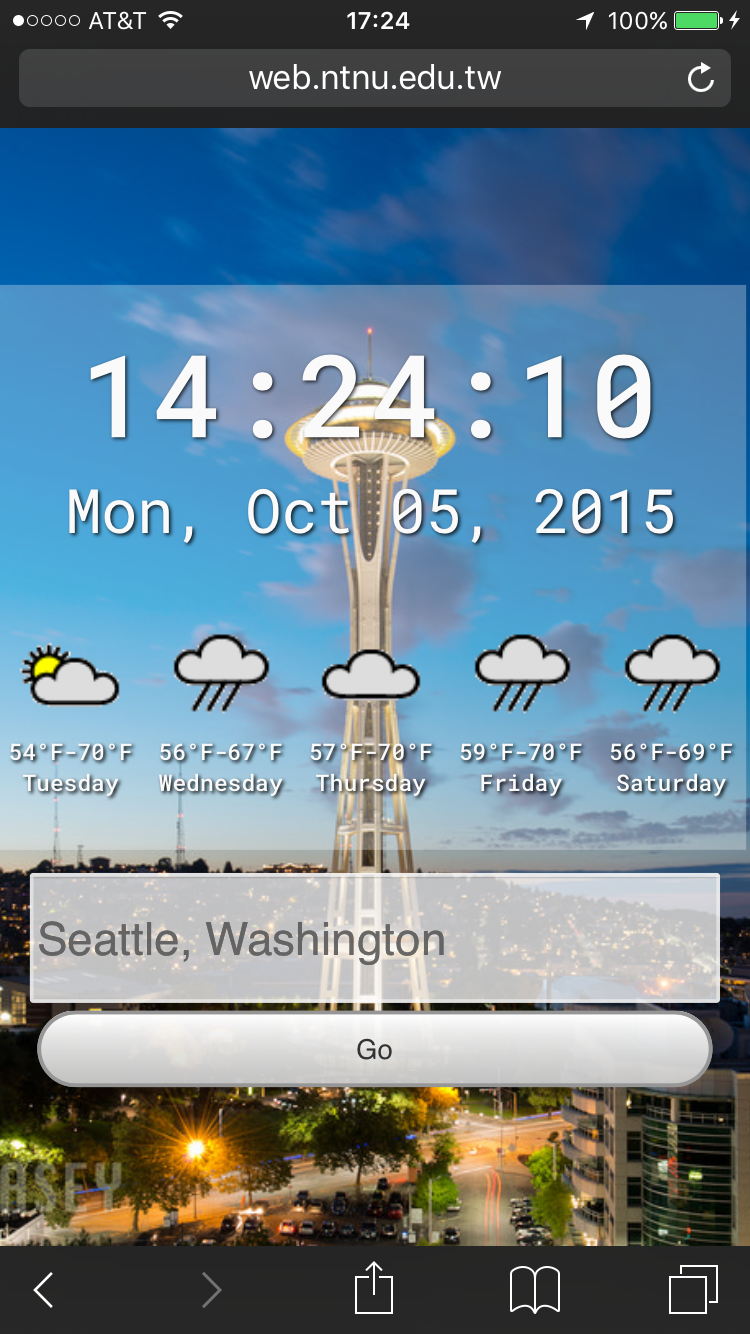 AT&T 17:24 100%
web.ntnu.edu.tw
14:24:10
Mon, Oct 05, 2015
54°F-70°F 56°F-67°F 57°F-70°F 59°F-70°F 56°F-69°F
Tuesday Wednesday Thursday Friday Saturday
Seattle, Washington
Go
ASEY